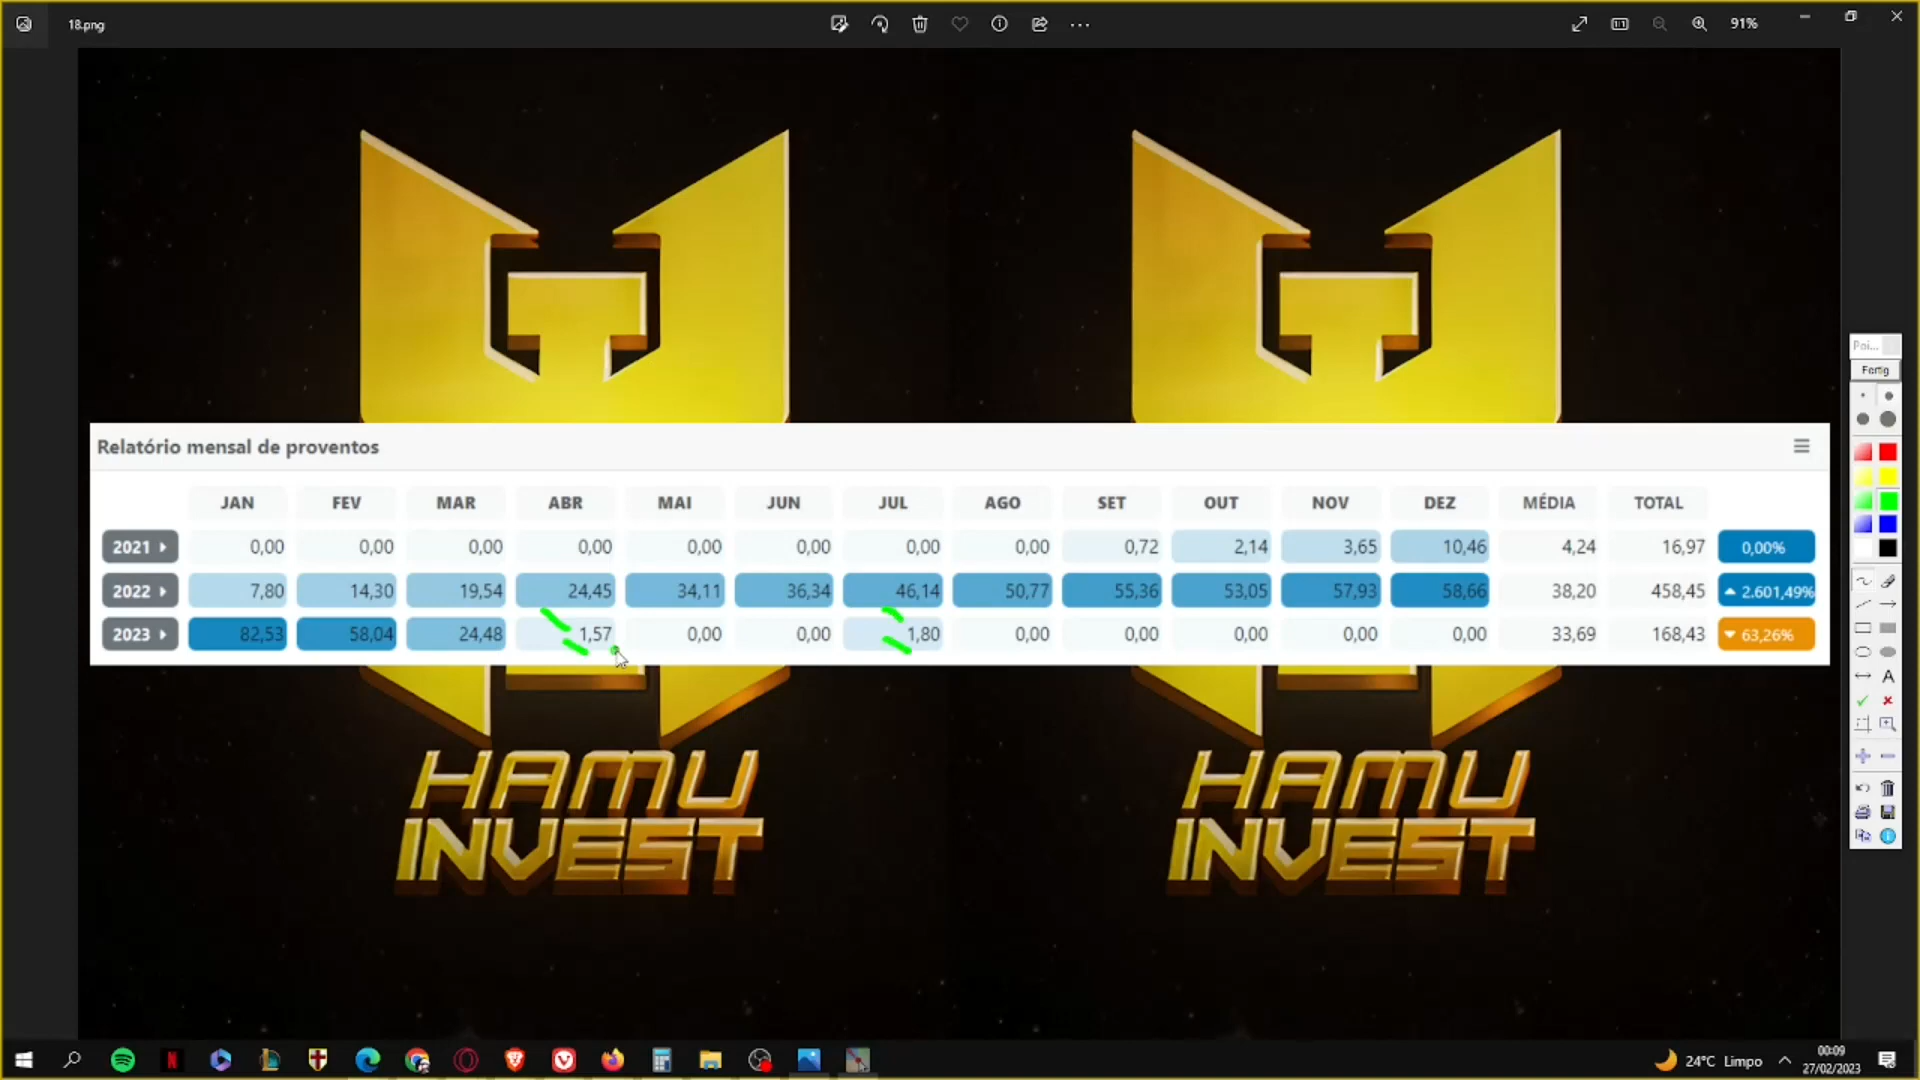 18.png
91%
Relatório mensal de proventos
JAN FEV MAR ABR MAI JUN JUL AGO SET OUT NOV DEZ MÉDIA TOTAL
2021 0,00 0,00 0,00 0,00 0,00 0,00 0,00 0,00 0,72 2,14 3,65 10,46 4,24 16,97 0,00%
2022 7,80 14,30 19,54 24,45 34,11 36,34 46,14 50,77 55,36 53,05 57,93 58,66 38,20 458,45 2.601,49%
2023 82,53 58,04 24,48 1,57 0,00 0,00 1,80 0,00 0,00 0,00 0,00 0,00 33,69 168,43 63,26%
Poi...
Fertig
A
HAMU
INVEST
HAMU
INVEST
24°C Limpo
00:09
27/02/2023